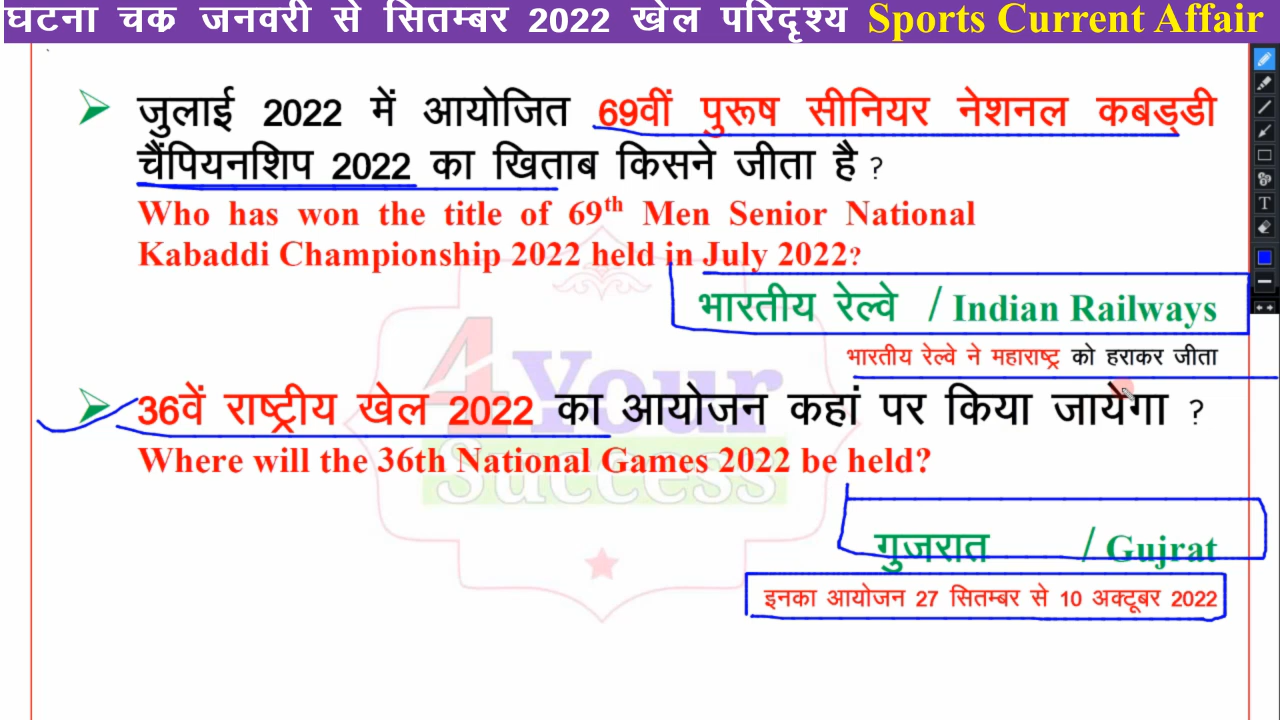 घटना चक्र जनवरी से सितम्बर 2022 खेल परिदृश्य Sports Current Affair
जुलाई 2022 में आयोजित 69वीं पुरूष सीनियर नेशनल कबड्डी
चैंपियनशिप 2022 का खिताब किसने जीता है ?
Who has won the title of 69th Men Senior National
Kabaddi Championship 2022 held in July 2022?
भारतीय रेल्वे / Indian Railways
भारतीय रेल्वे ने महाराष्ट्र को हराकर जीता
36वें राष्ट्रीय खेल 2022 का आयोजन कहां पर किया जायेगा ?
Where will the 36th National Games 2022 be held?
गुजरात / Gujrat
इनका आयोजन 27 सितम्बर से 10 अक्टूबर 2022
4Your
Success